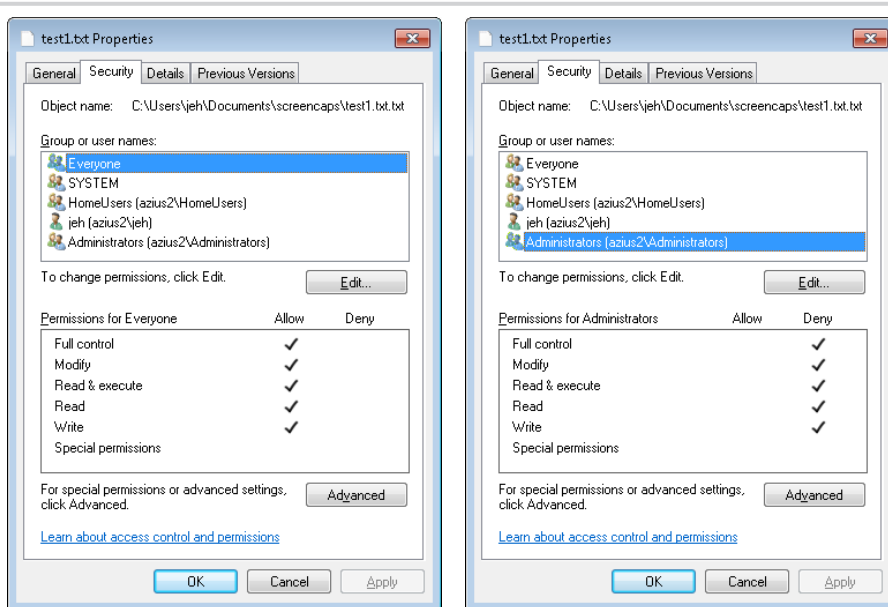 test1.txt Properties
General Security Details Previous Versions
Object name: C:\Users\jeh\Documents\screencaps\test1.txt.txt
Group or user names:
Everyone
SYSTEM
HomeUsers (azius2\HomeUsers)
jeh (azius2\jeh)
Administrators (azius2\Administrators)
To change permissions, click Edit.
Edit...
Permissions for Everyone Allow Deny
Full control
Modify
Read & execute
Read
Write
Special permissions
For special permissions or advanced settings,
click Advanced.
Advanced
Learn about access control and permissions
OK Cancel Apply
test1.txt Properties
General Security Details Previous Versions
Object name: C:\Users\jeh\Documents\screencaps\test1.txt.txt
Group or user names:
Everyone
SYSTEM
HomeUsers (azius2\HomeUsers)
jeh (azius2\jeh)
Administrators (azius2\Administrators)
To change permissions, click Edit.
Edit...
Permissions for Administrators Allow Deny
Full control
Modify
Read & execute
Read
Write
Special permissions
For special permissions or advanced settings,
click Advanced.
Advanced
Learn about access control and permissions
OK Cancel Apply